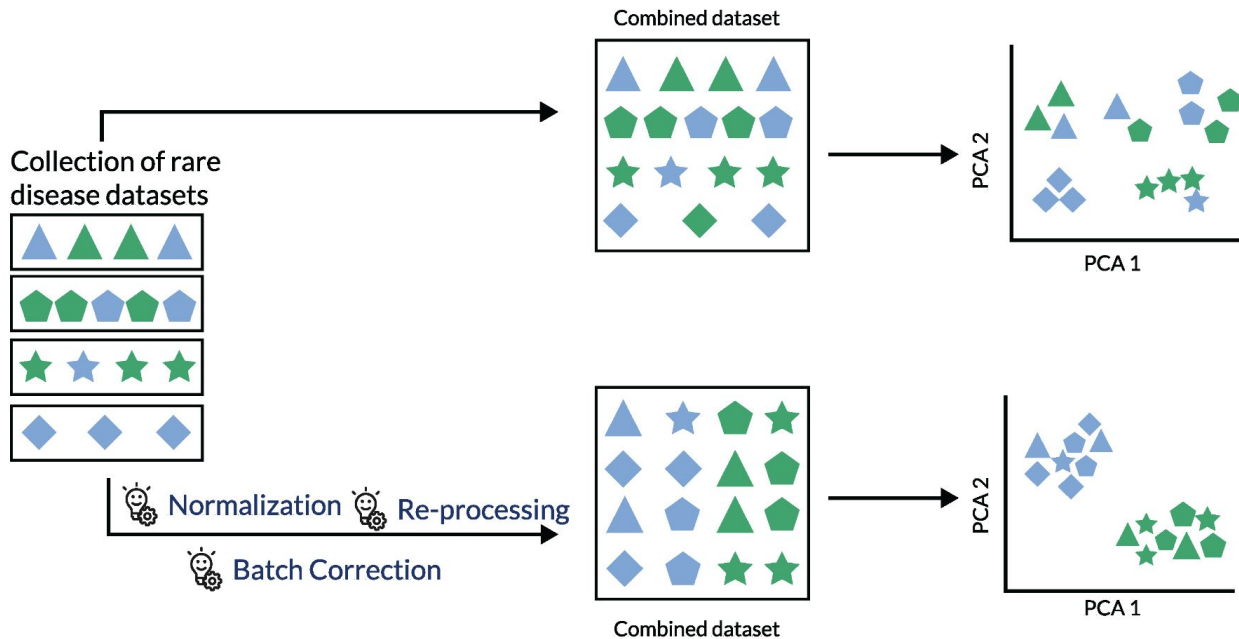 Combined dataset
Collection of rare
disease datasets
PCA 2
PCA 1
Normalization
Re-processing
Batch Correction
Combined dataset
PCA 2
PCA 1